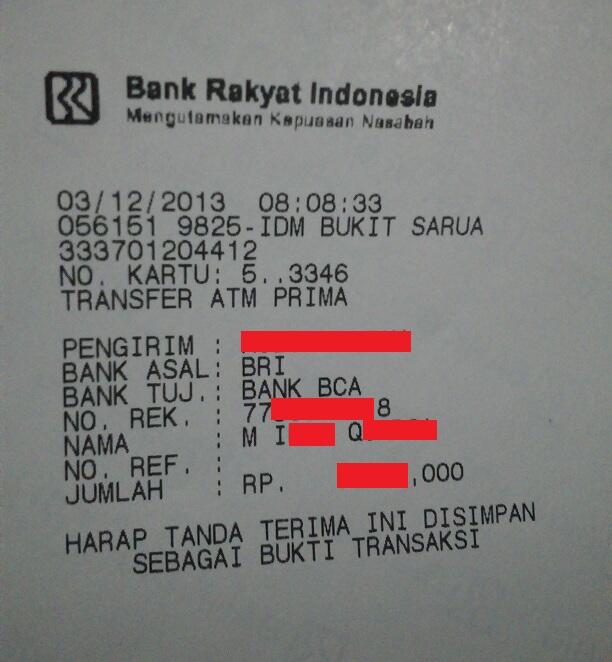 Bank Rakyat Indonesia
Mengutamakan Kepuasan Nasabah
03/12/2013 08:08:33
056151 9825-IDM BUKIT SARUA
333701204412
NO. KARTU: 5..3346
TRANSFER ATM PRIMA
PENGIRIM :
BANK ASAL: BRI
BANK TUJ.: BANK BCA
NO. REK. : 77 8
NAMA : M I Q
NO. REF. :
JUMLAH : RP. ,000
HARAP TANDA TERIMA INI DISIMPAN
SEBAGAI BUKTI TRANSAKSI